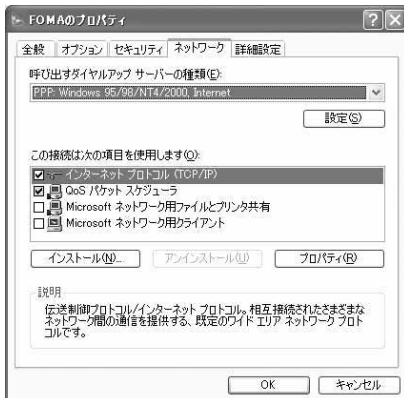 FOMAのプロパティ
全般 オプション セキュリティ ネットワーク 詳細設定
呼び出すダイヤルアップ サーバーの種類(E):
PPP: Windows 95/98/NT4/2000, Internet
設定(S)
この接続は次の項目を使用します(O):
インターネット プロトコル (TCP/IP)
QoS パケット スケジューラ
Microsoft ネットワーク用ファイルとプリンタ共有
Microsoft ネットワーク用クライアント
インストール(N)... アンインストール(U) プロパティ(R)
説明
伝送制御プロトコル/インターネット プロトコル。相互接続されたさまざまな
ネットワーク間の通信を提供する、既定のワイド エリア ネットワーク プロト
コルです。
OK キャンセル